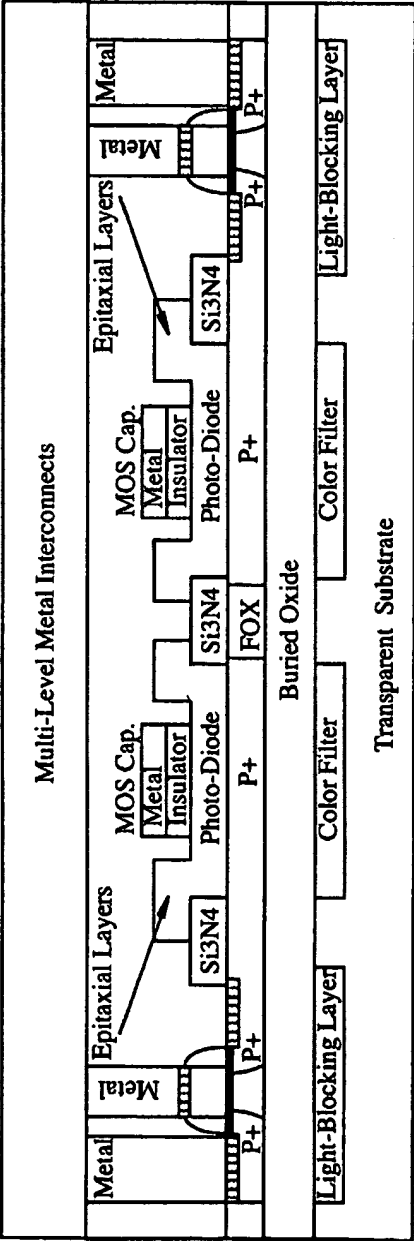 Multi-Level Metal Interconnects
Metal
Metal
Epitaxial Layers
MOS Cap.
Metal
Insulator
Photo-Diode
MOS Cap.
Metal
Insulator
Photo-Diode
Epitaxial Layers
Metal
Metal
Si3N4
Si3N4
Si3N4
P+
P+
P+
FOX
P+
P+
P+
Buried Oxide
Light-Blocking Layer
Color Filter
Color Filter
Light-Blocking Layer
Transparent Substrate